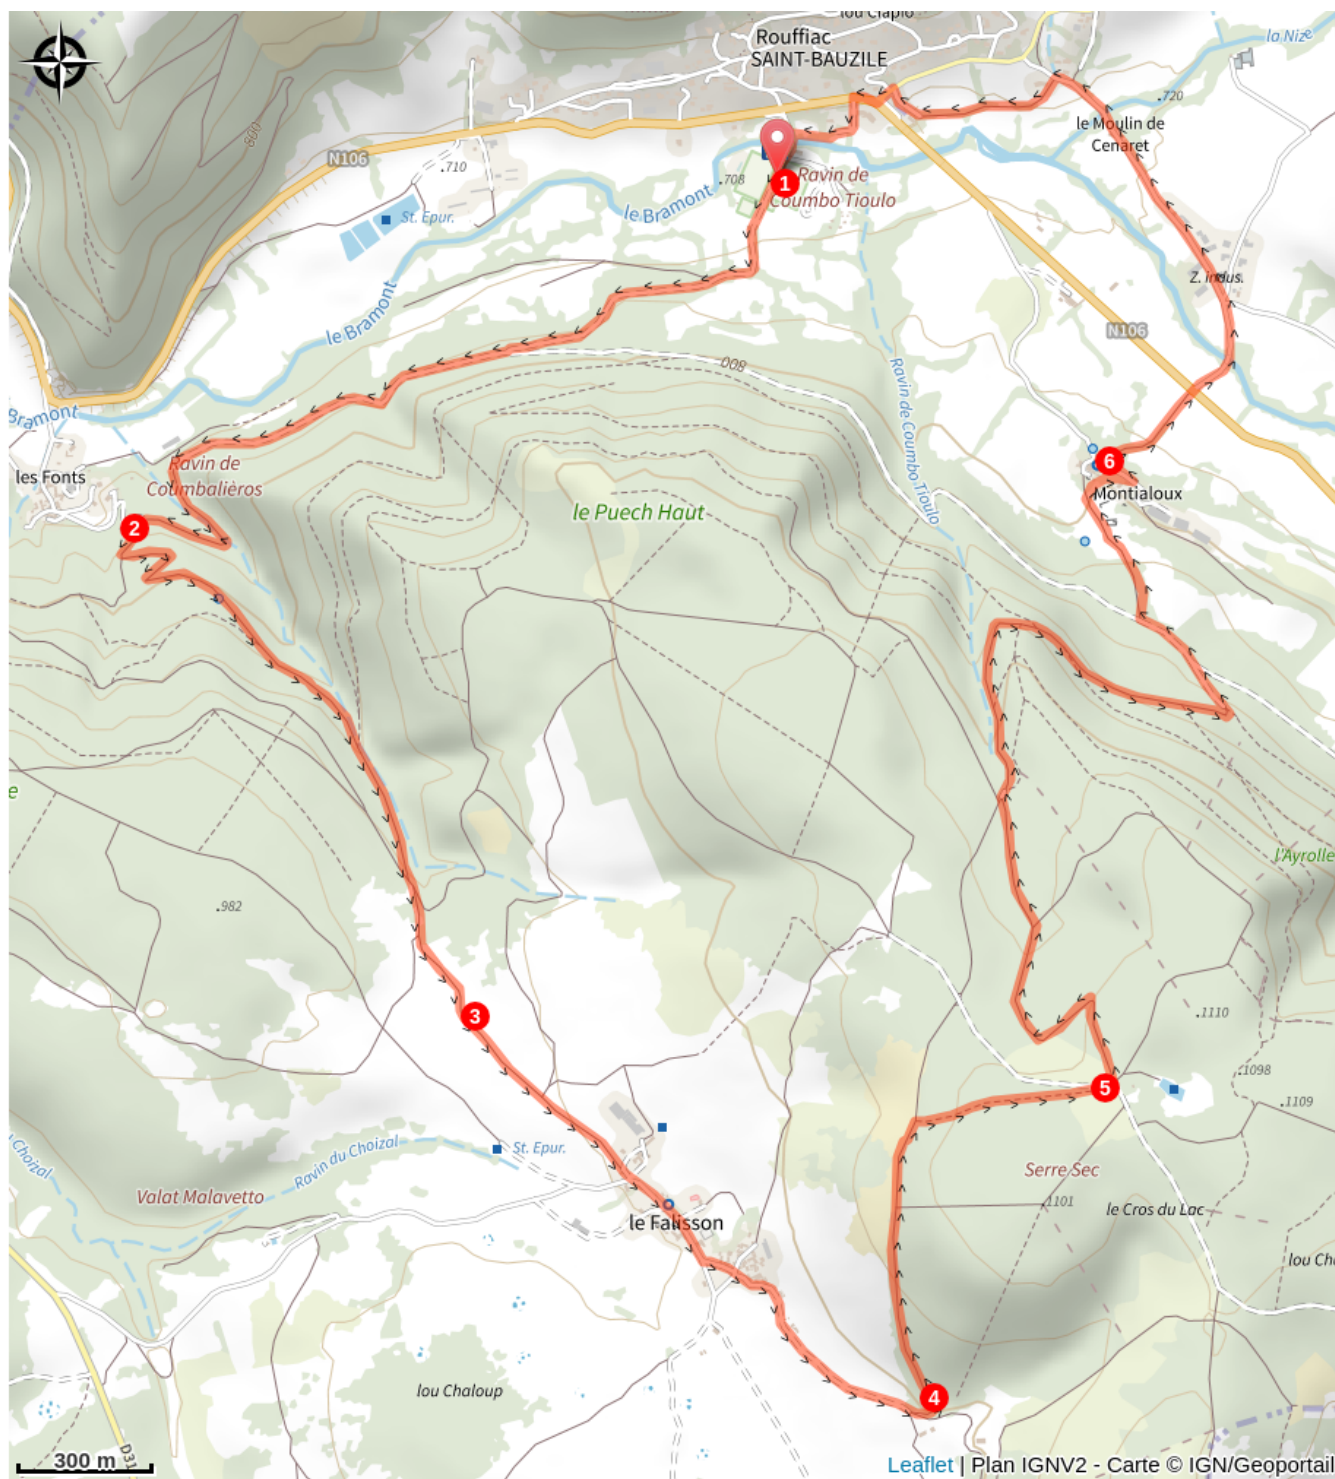 lou Clapio
Rouffiac
SAINT-BAUZILE
la Nize
.720
le Moulin de
Cenaret
800
N106
.710
.708
1
Ravin de
Coumbo Tioulo
le Bramont
St. Epur.
Z. indus.
le Bramont
N106
800
Ravin de Coumbo Tioulo
Bramont
les Fonts
Ravin de
Coumbalièros
6
Montialoux
le Puech Haut
2
e
l'Ayrolle
.982
3
.1110
.1098
5
.1109
Ravin du Choizal
St. Epur.
Choizal
Valat Malavetto
Serre Sec
1101
le Cros du Lac
le Falisson
lou Ch
lou Chaloup
4
D31
300 m
Leaflet | Plan IGNV2 - Carte © IGN/Geoportail